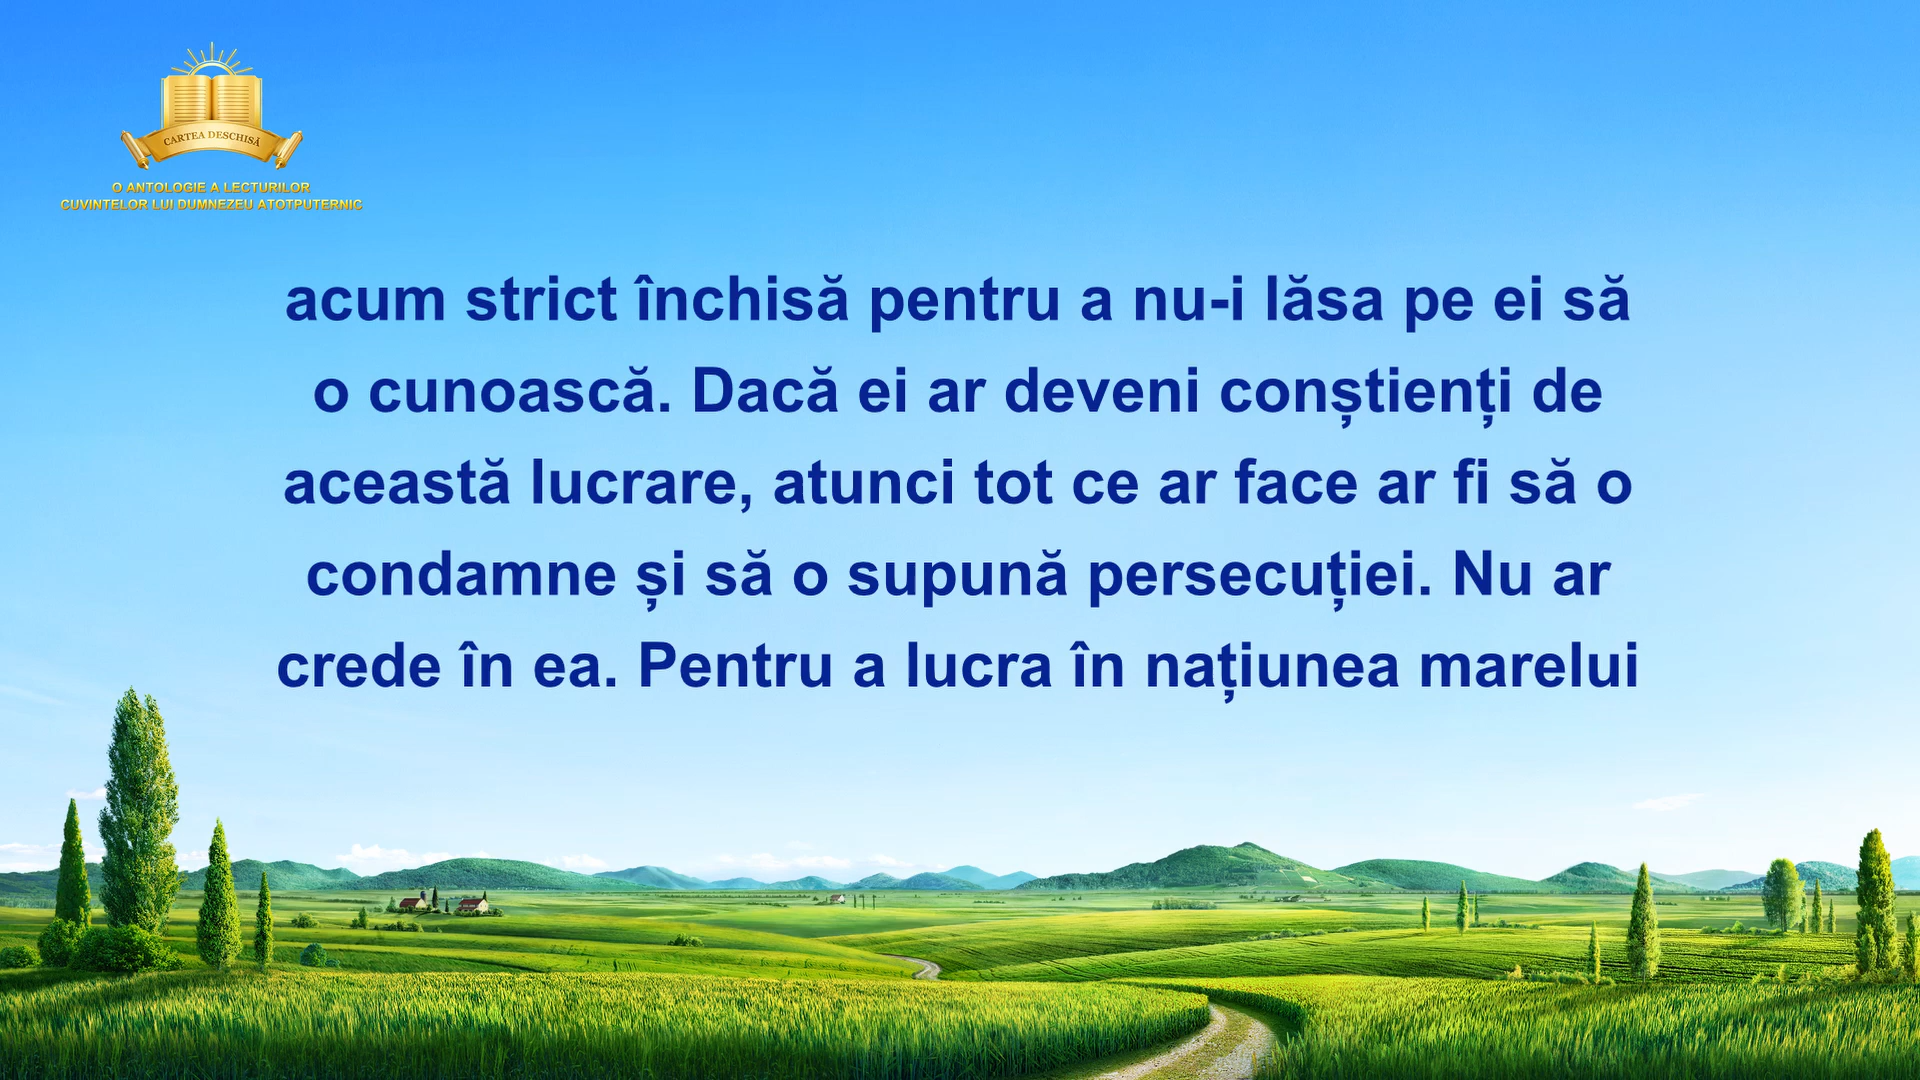 CARTEA DESCHISĂ
O ANTOLOGIE A LECTURILOR
CUVINTELOR LUI DUMNEZEU ATOTPUTERNIC
acum strict închisă pentru a nu-i lăsa pe ei să
o cunoască. Dacă ei ar deveni conștienți de
această lucrare, atunci tot ce ar face ar fi să o
condamne și să o supună persecuției. Nu ar
crede în ea. Pentru a lucra în națiunea marelui